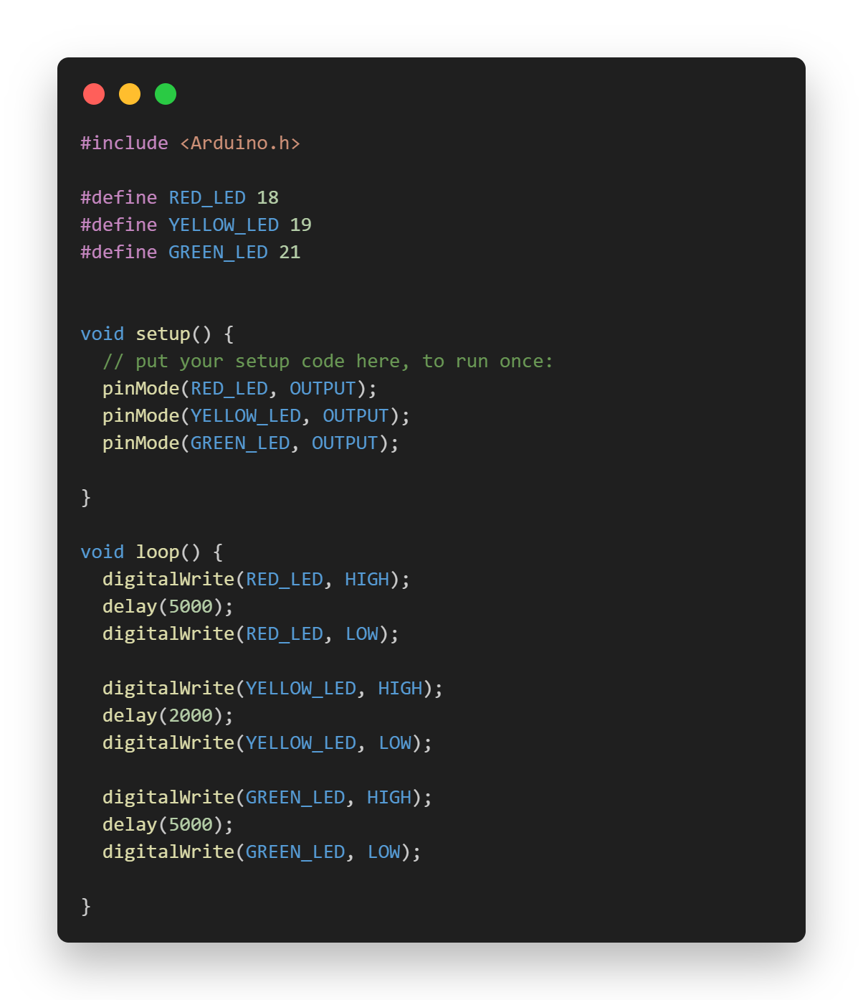 #include <Arduino.h>

#define RED_LED 18
#define YELLOW_LED 19
#define GREEN_LED 21


void setup() {
  // put your setup code here, to run once:
  pinMode(RED_LED, OUTPUT);
  pinMode(YELLOW_LED, OUTPUT);
  pinMode(GREEN_LED, OUTPUT);

}

void loop() {
  digitalWrite(RED_LED, HIGH);
  delay(5000);
  digitalWrite(RED_LED, LOW);

  digitalWrite(YELLOW_LED, HIGH);
  delay(2000);
  digitalWrite(YELLOW_LED, LOW);

  digitalWrite(GREEN_LED, HIGH);
  delay(5000);
  digitalWrite(GREEN_LED, LOW);

}